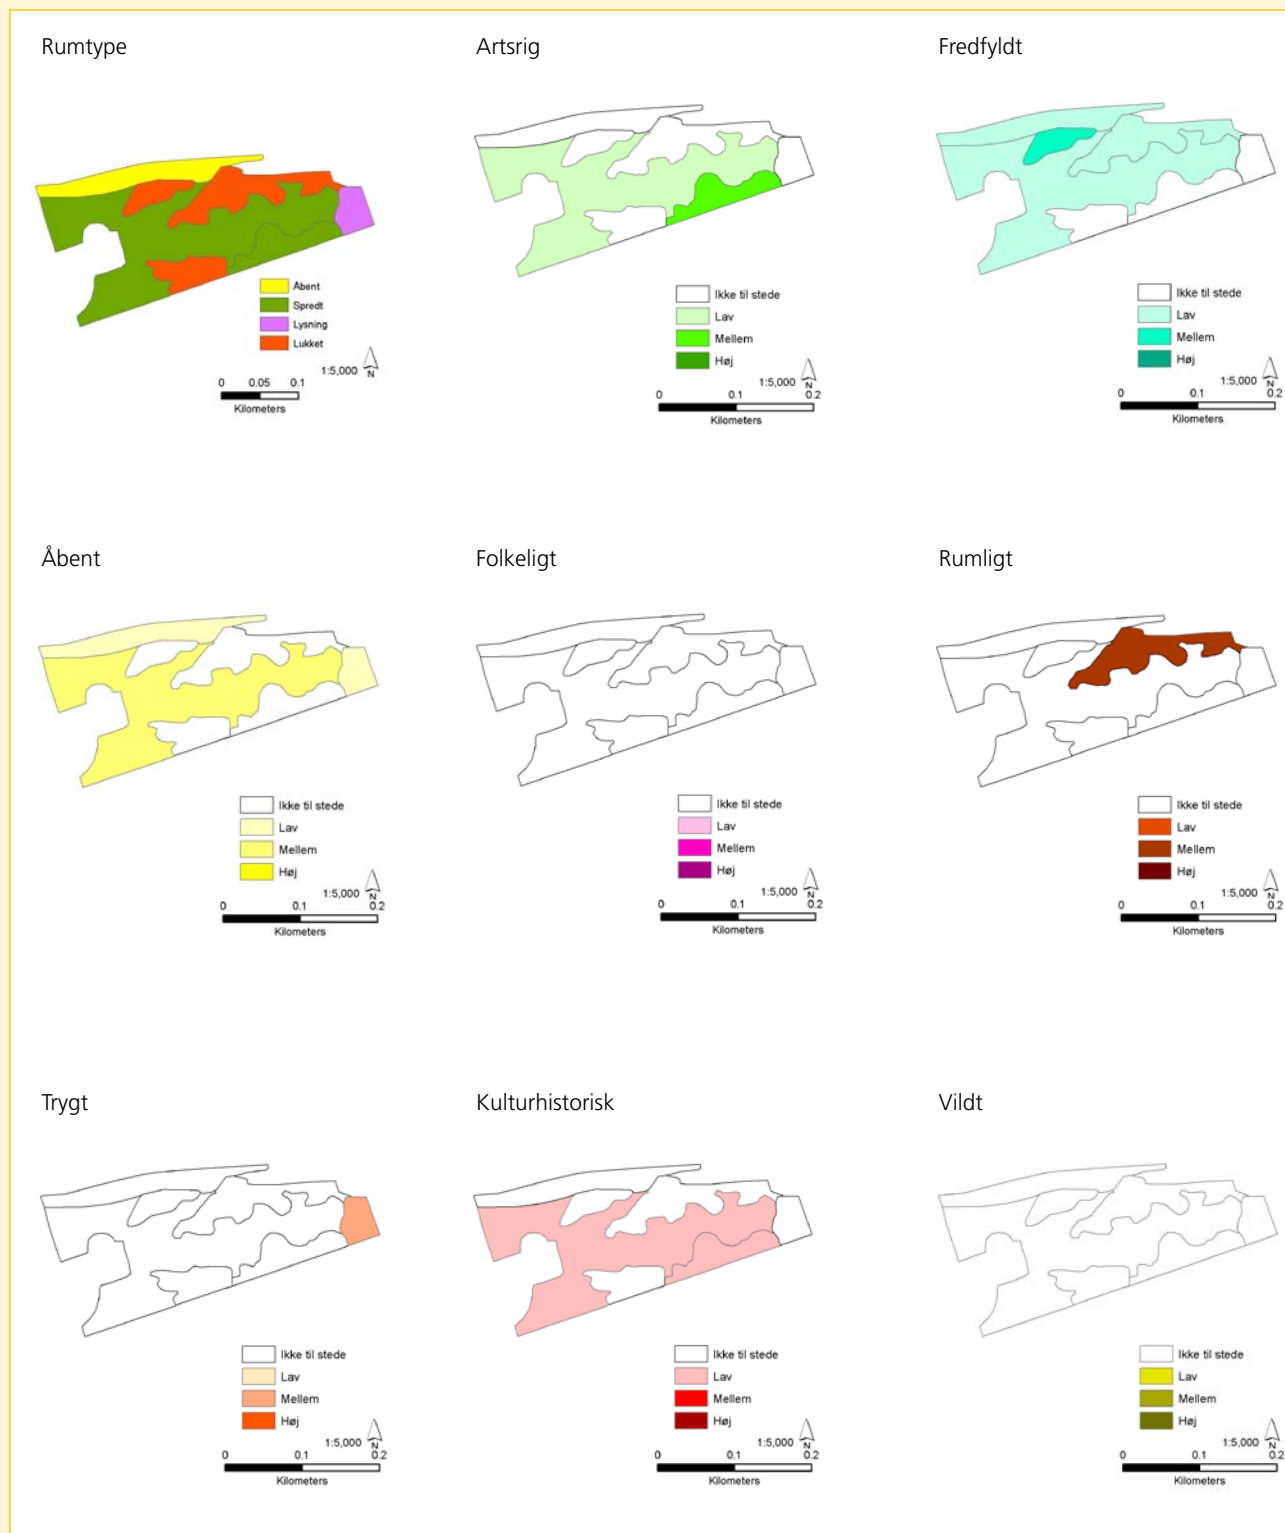 Rumtype
Åbent
Spredt
Lysning
Lukket
1:5,000
N
0 0.05 0.1
Kilometers
Artsrig
Ikke til stede
Lav
Mellem
Høj
1:5,000
N
0 0.1 0.2
Kilometers
Fredfyldt
Ikke til stede
Lav
Mellem
Høj
1:5,000
N
0 0.1 0.2
Kilometers
Åbent
Ikke til stede
Lav
Mellem
Høj
1:5,000
N
0 0.1 0.2
Kilometers
Folkeligt
Ikke til stede
Lav
Mellem
Høj
1:5,000
N
0 0.1 0.2
Kilometers
Rumligt
Ikke til stede
Lav
Mellem
Høj
1:5,000
N
0 0.1 0.2
Kilometers
Trygt
Ikke til stede
Lav
Mellem
Høj
1:5,000
N
0 0.1 0.2
Kilometers
Kulturhistorisk
Ikke til stede
Lav
Mellem
Høj
1:5,000
N
0 0.1 0.2
Kilometers
Vildt
Ikke til stede
Lav
Mellem
Høj
1:5,000
N
0 0.1 0.2
Kilometers